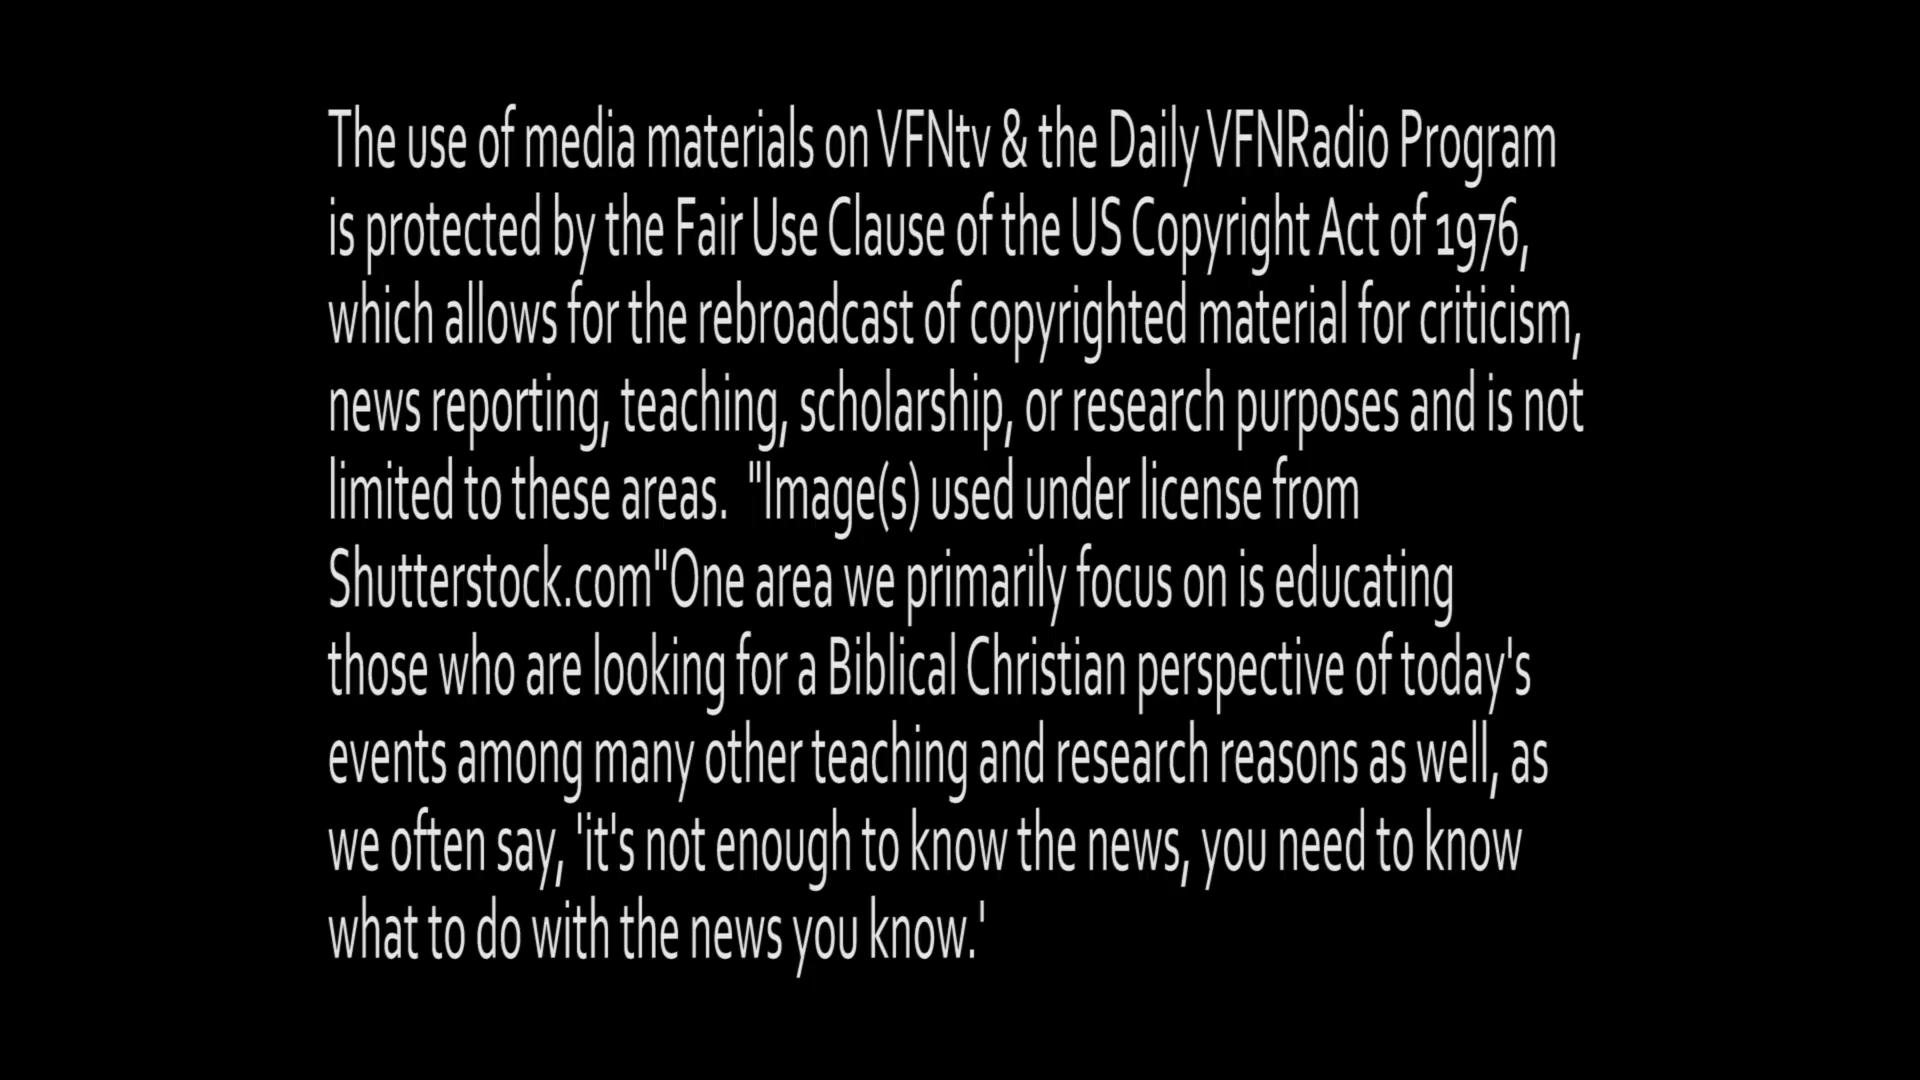 The use of media materials on VFNtv & the Daily VFNRadio Program
is protected by the Fair Use Clause of the US Copyright Act of 1976,
which allows for the rebroadcast of copyrighted material for criticism,
news reporting, teaching, scholarship, or research purposes and is not
limited to these areas.  "Image(s) used under license from
Shutterstock.com"One area we primarily focus on is educating
those who are looking for a Biblical Christian perspective of today's
events among many other teaching and research reasons as well, as
we often say, 'it's not enough to know the news, you need to know
what to do with the news you know.'